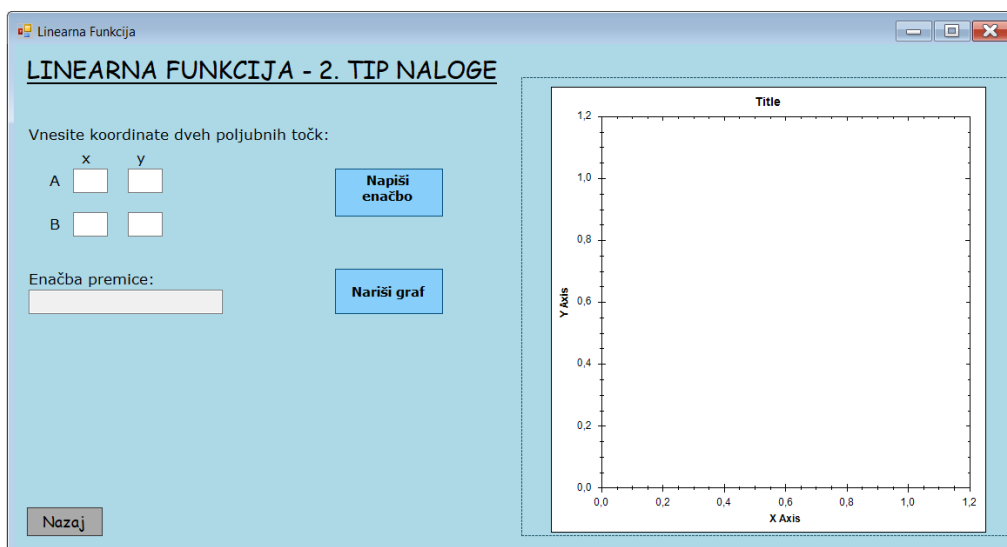 Linearna Funkcija
LINEARNA FUNKCIJA - 2. TIP NALOGE
Vnesite koordinate dveh poljubnih točk:
x y
A
B
Napiši
enačbo
Enačba premice:
Nariši graf
Nazaj
Title
Y Axis
1,2
1,0
0,8
0,6
0,4
0,2
0,0
0,0 0,2 0,4 0,6 0,8 1,0 1,2
X Axis